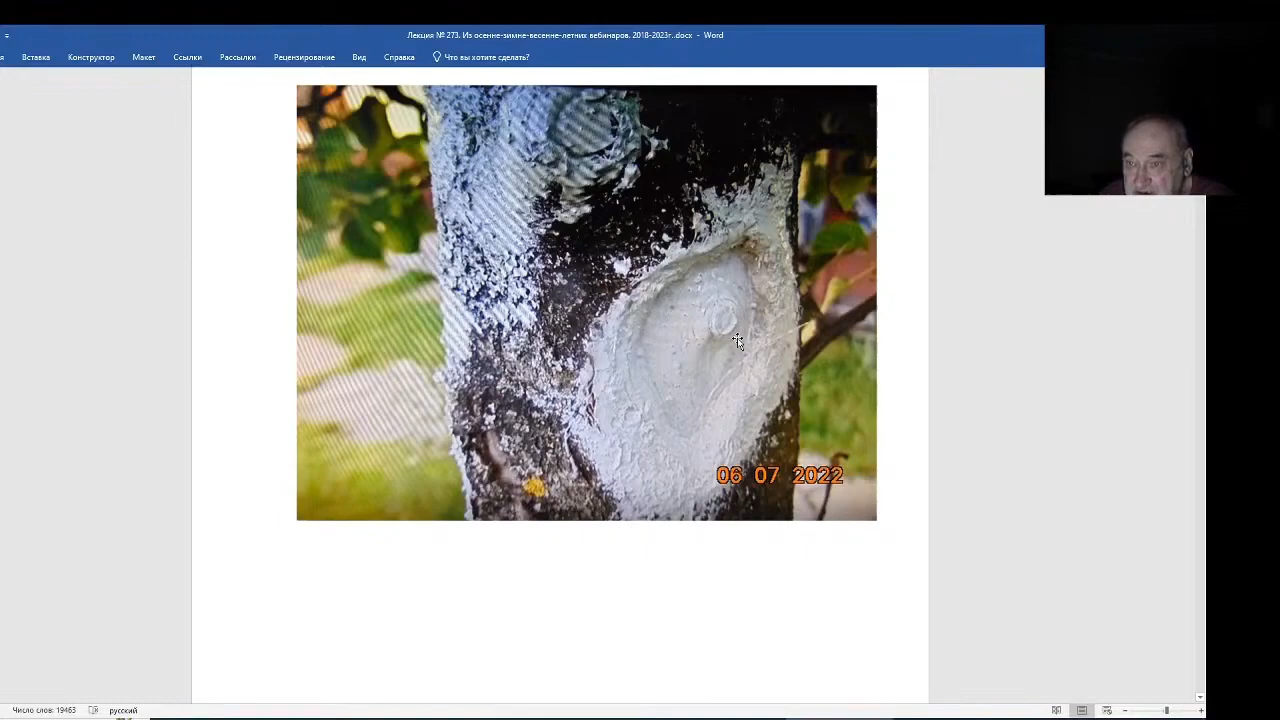 Лекция № 273. Из осенне-зимне-весенне-летних вебинаров. 2018-2023г..docx - Word
я Вставка Конструктор Макет Ссылки Рассылки Рецензирование Вид Справка Что вы хотите сделать?
06 07 2022
Число слов: 19463 русский